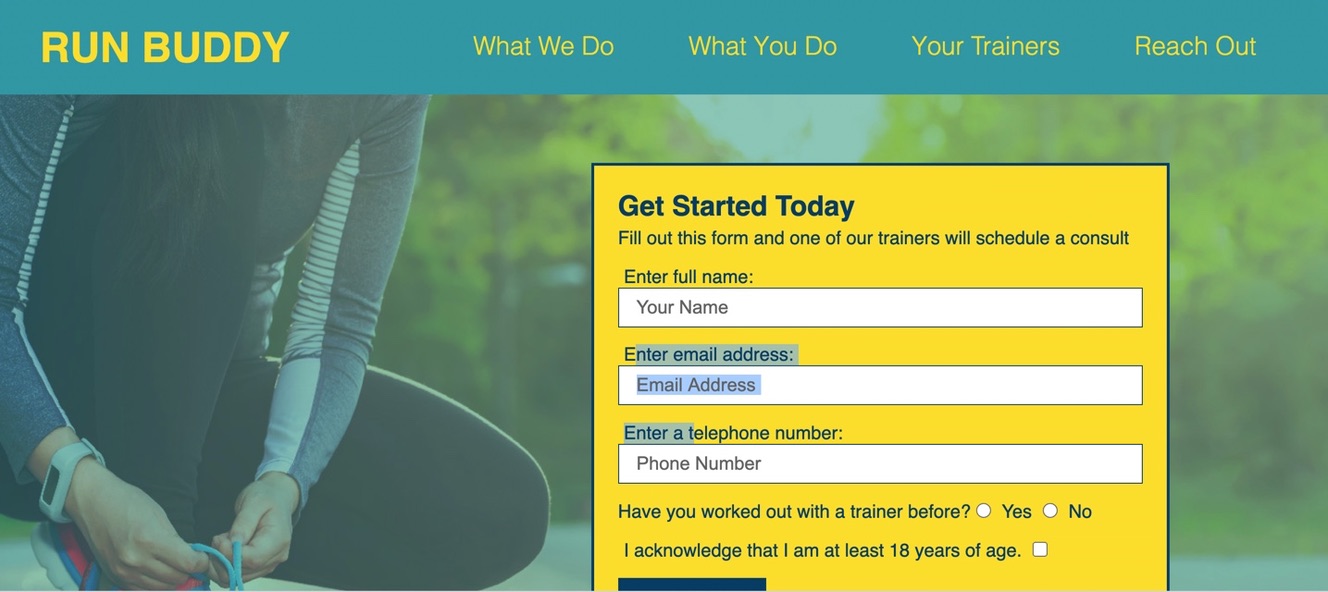 RUN BUDDY
What We Do What You Do Your Trainers Reach Out
Get Started Today
Fill out this form and one of our trainers will schedule a consult
Enter full name:
Your Name
Enter email address:
Email Address
Enter a telephone number:
Phone Number
Have you worked out with a trainer before? Yes No
I acknowledge that I am at least 18 years of age.